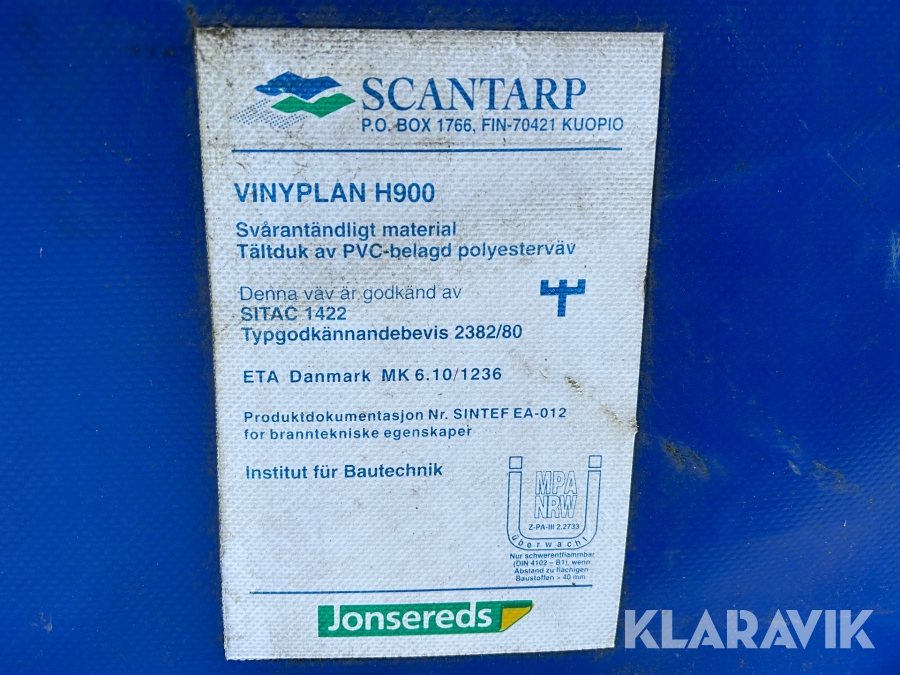 SCANTARP
P.O. BOX 1766, FIN-70421 KUOPIO
VINYPLAN H900
Svårantändligt material
Tältduk av PVC-belagd polyesterväv
Denna väv är godkänd av
SITAC 1422
Typgodkännandebevis 2382/80
ETA Danmark MK 6.10/1236
Produktdokumentasjon Nr. SINTEF EA-012
for branntekniske egenskaper
Institut für Bautechnik
MPA
NRW
Z-PA-III 2.2733
überwacht
Nur schwerentflammbar
(DIN 4102 – B1), wenn
Abstand zu flächigen
Baustoffen > 40 mm
Jonsereds
KLARAVIK